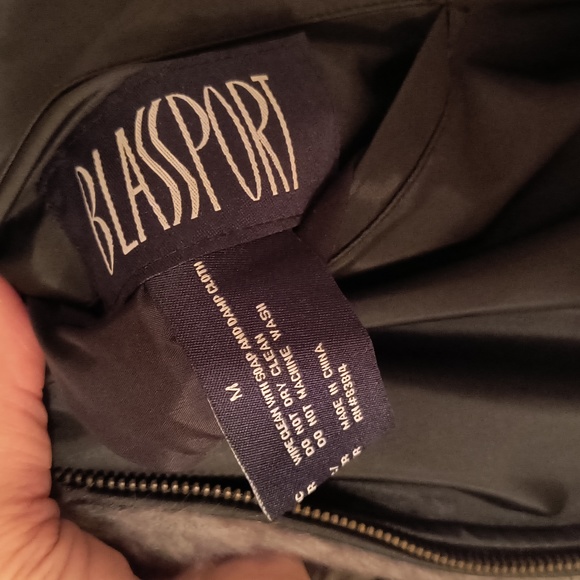 BLASSPORT
M
WIPE CLEAN WITH SOAP AND DAMP CLOTH
DO NOT DRY CLEAN
DO NOT MACHINE WASH
MADE IN CHINA
RN#83814